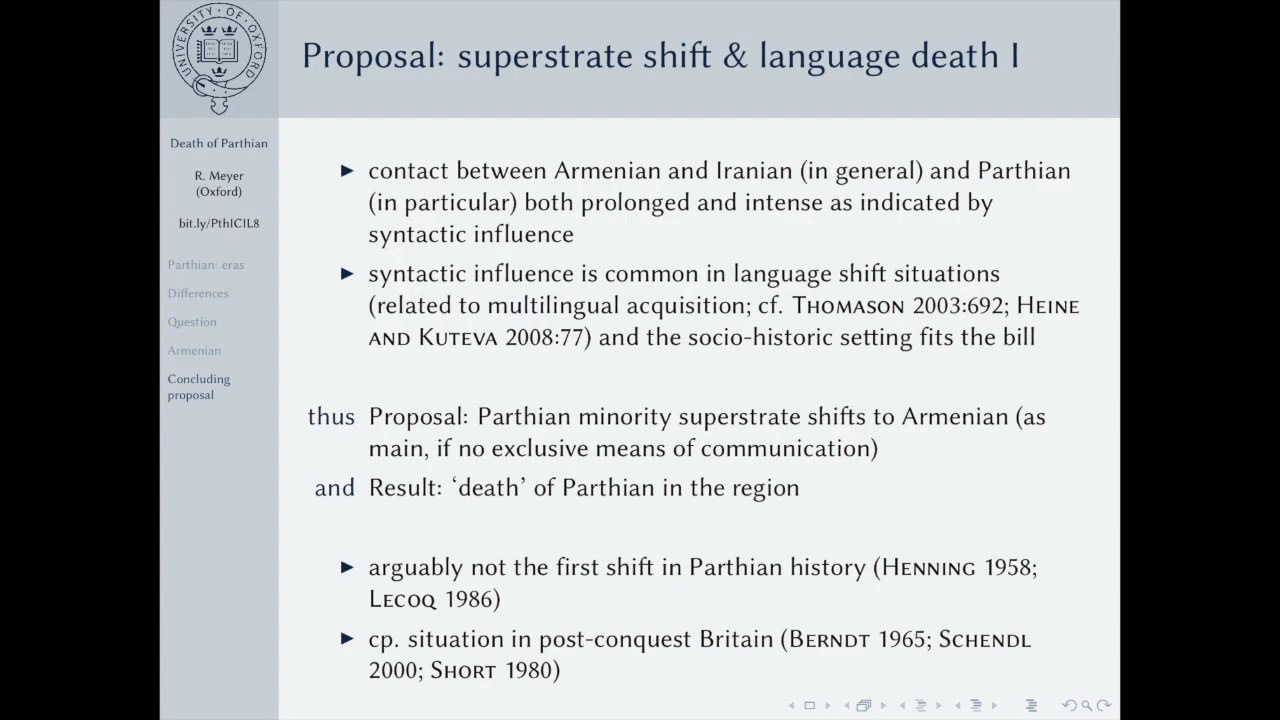 UNIVERSITY · OF · OXFORD
Proposal: superstrate shift & language death I
Death of Parthian
R. Meyer
(Oxford)
bit.ly/PthICIL8
Parthian: eras
Differences
Question
Armenian
Concluding
proposal
▶ contact between Armenian and Iranian (in general) and Parthian
(in particular) both prolonged and intense as indicated by
syntactic influence
▶ syntactic influence is common in language shift situations
(related to multilingual acquisition; cf. Thomason 2003:692; Heine
and Kuteva 2008:77) and the socio-historic setting fits the bill
thus Proposal: Parthian minority superstrate shifts to Armenian (as
main, if no exclusive means of communication)
and Result: ‘death’ of Parthian in the region
▶ arguably not the first shift in Parthian history (Henning 1958;
Lecoq 1986)
▶ cp. situation in post-conquest Britain (Berndt 1965; Schendl
2000; Short 1980)